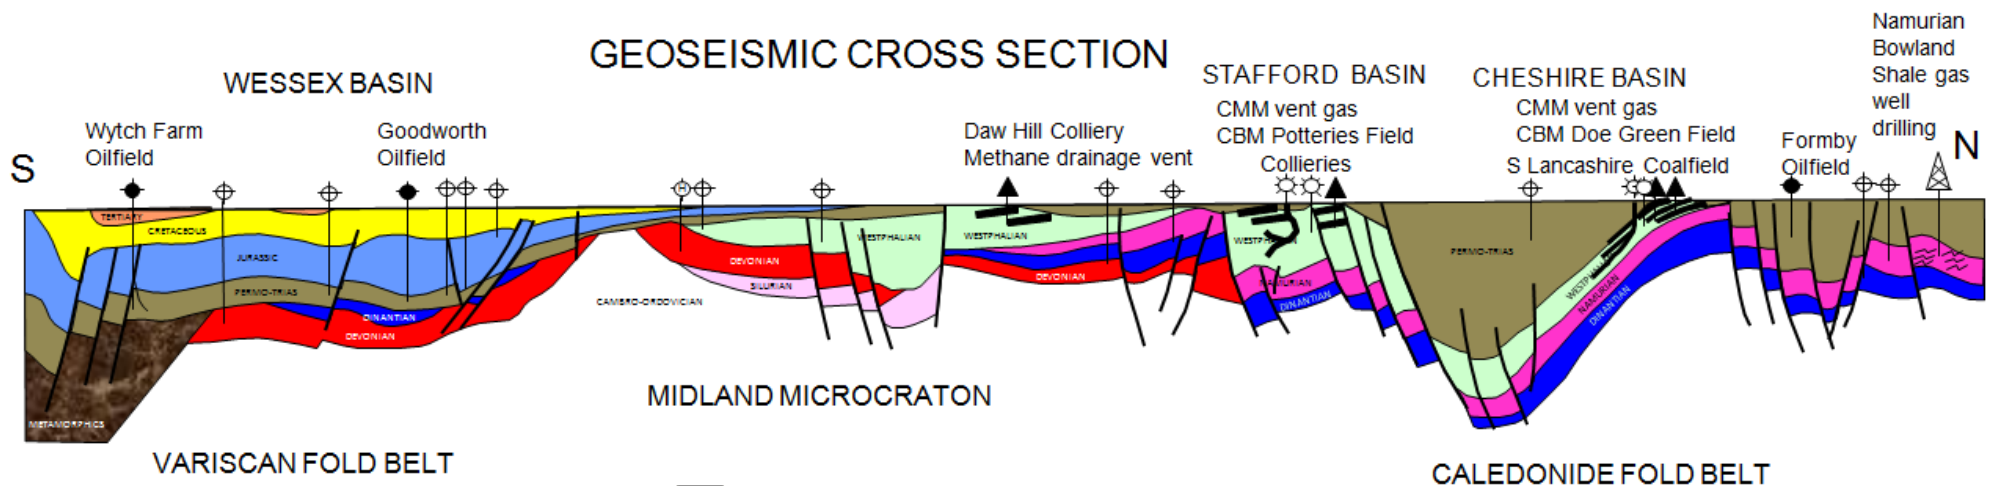 GEOSEISMIC CROSS SECTION
WESSEX BASIN
STAFFORD BASIN
CHESHIRE BASIN
Namurian
Bowland
Shale gas
well
drilling
S
N
Wytch Farm
Oilfield
Goodworth
Oilfield
Daw Hill Colliery
Methane drainage vent
CMM vent gas
CBM Potteries Field
Collieries
CMM vent gas
CBM Doe Green Field
S Lancashire Coalfield
Formby
Oilfield
H
TERTIARY
CRETACEOUS
JURASSIC
PERMO-TRIAS
DINANTIAN
DEVONIAN
METAMORPHICS
CAMBRO-ORDOVICIAN
DEVONIAN
SILURIAN
WESTPHALIAN
WESTPHALIAN
DEVONIAN
WESTPHALIAN
NAMURIAN
DINANTIAN
PERMO-TRIAS
WESTPHALIAN
NAMURIAN
DINANTIAN
MIDLAND MICROCRATON
VARISCAN FOLD BELT
CALEDONIDE FOLD BELT